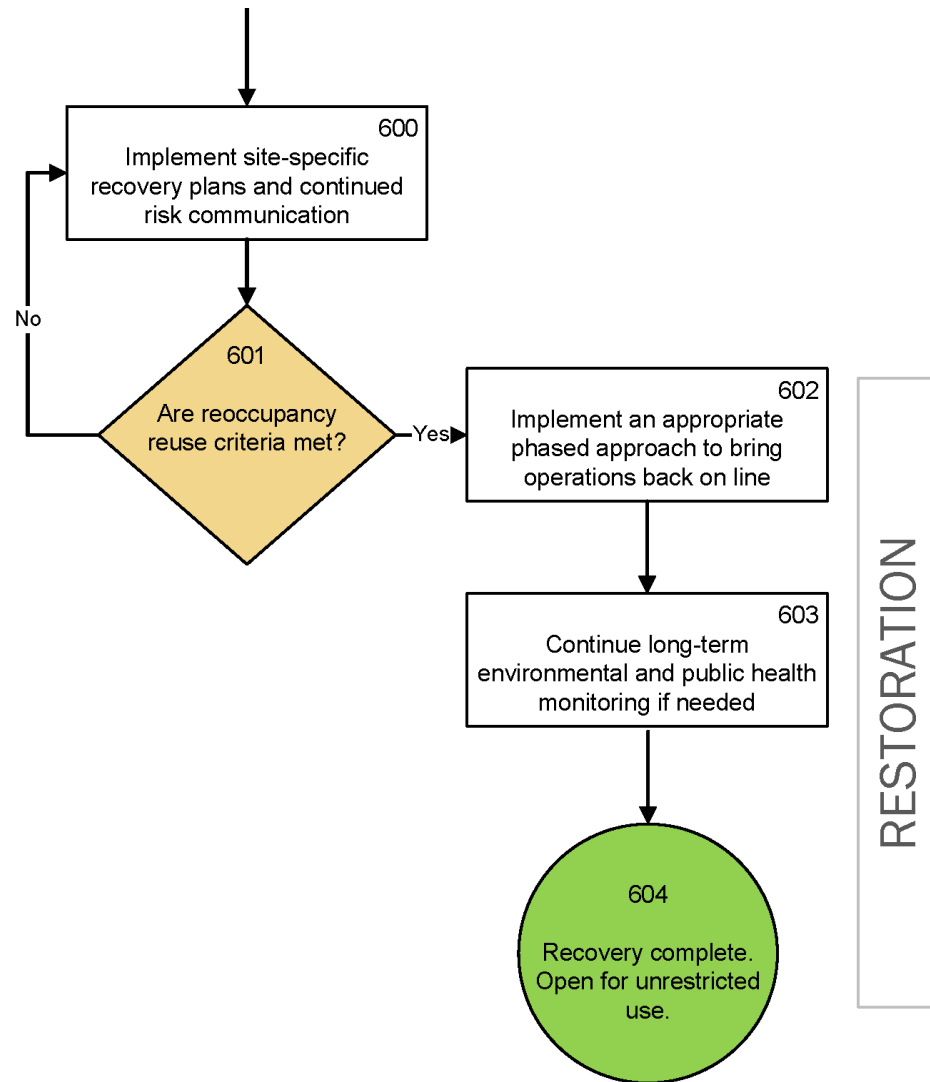 600
Implement site-specific
recovery plans and continued
risk communication
No
601
Are reoccupancy
reuse criteria met?
Yes
602
Implement an appropriate
phased approach to bring
operations back on line
603
Continue long-term
environmental and public health
monitoring if needed
604
Recovery complete.
Open for unrestricted
use.
RESTORATION